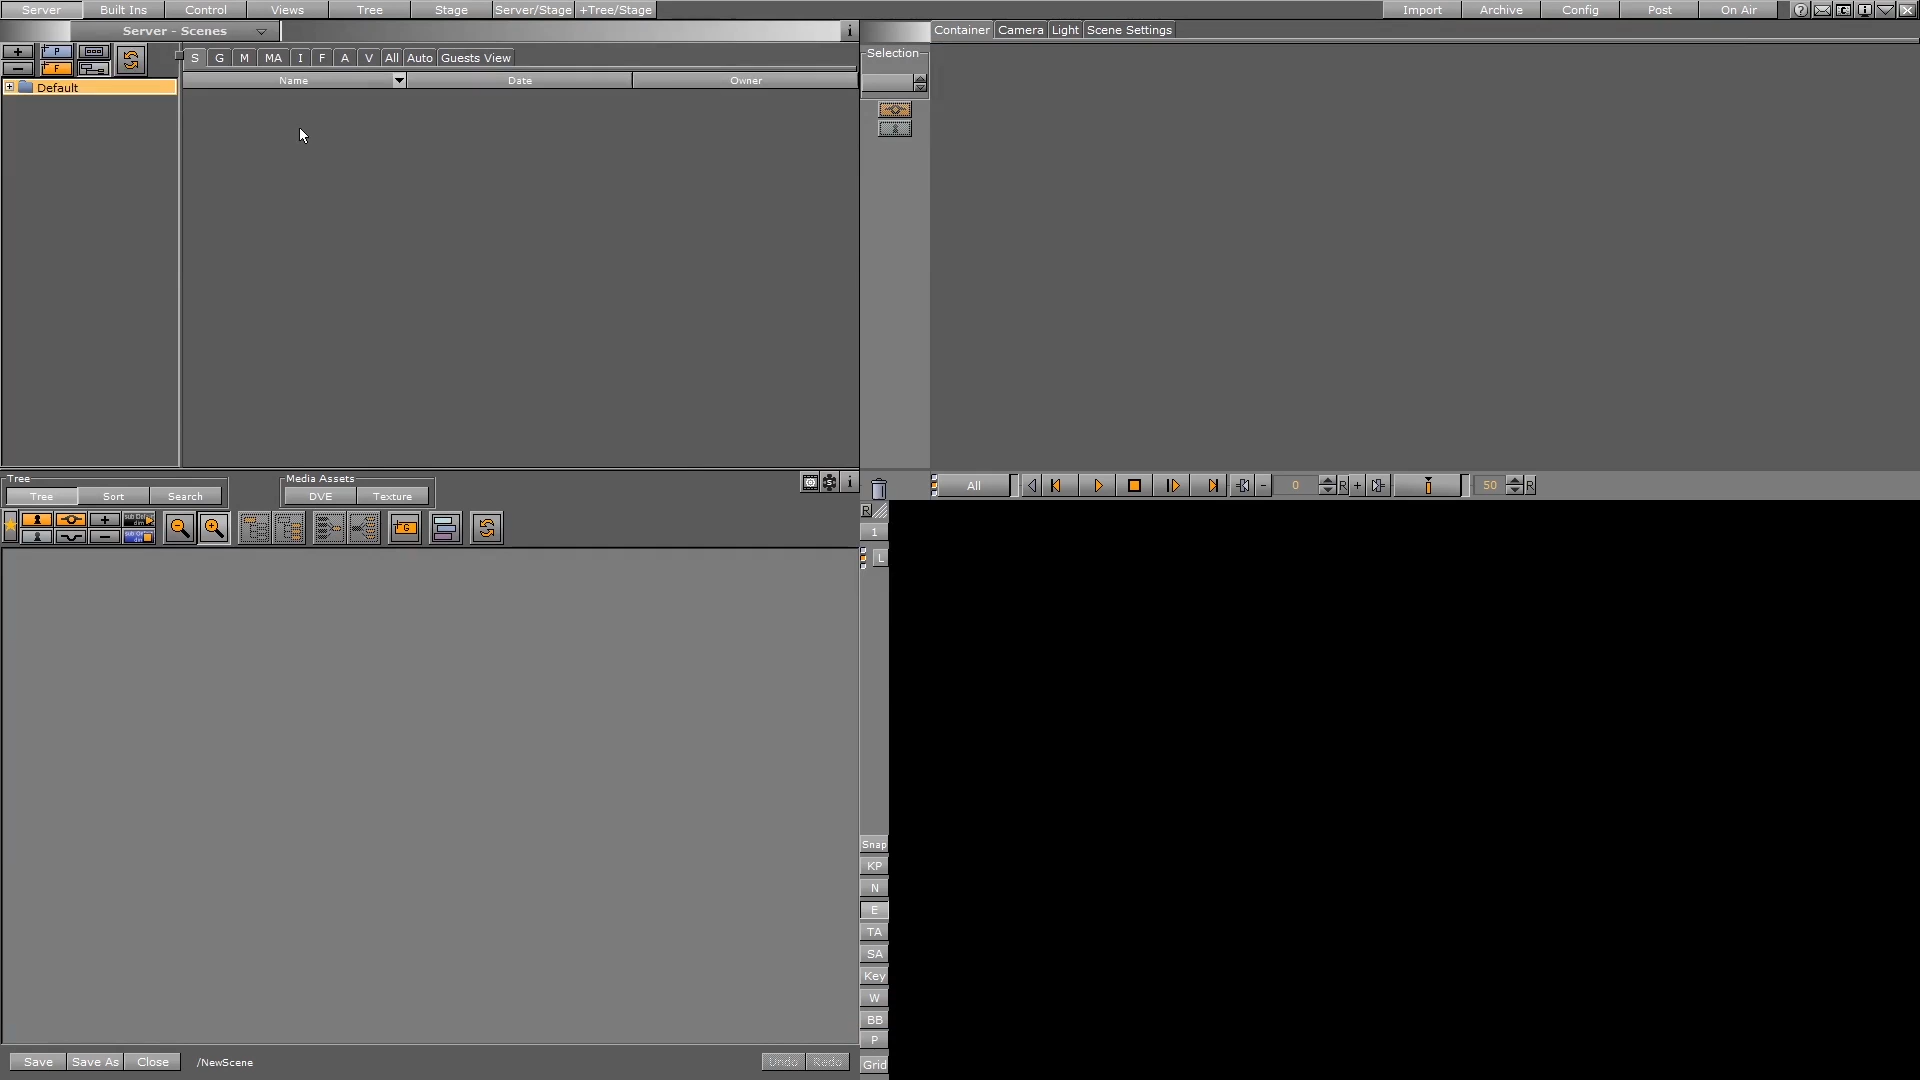 Server Built Ins Control Views Tree Stage Server/Stage +Tree/Stage Import Archive Config Post On Air
Server - Scenes
i
Container Camera Light Scene Settings
S G M MA I F A V All Auto Guests View
Selection
Name Date Owner
Default
Tree
Tree Sort Search
Media Assets
DVE Texture
i
All
0
R
50 R
R
1
L
Snap
KP
N
E
TA
SA
Key
W
BB
P
Grid
Save Save As Close /NewScene Undo Redo